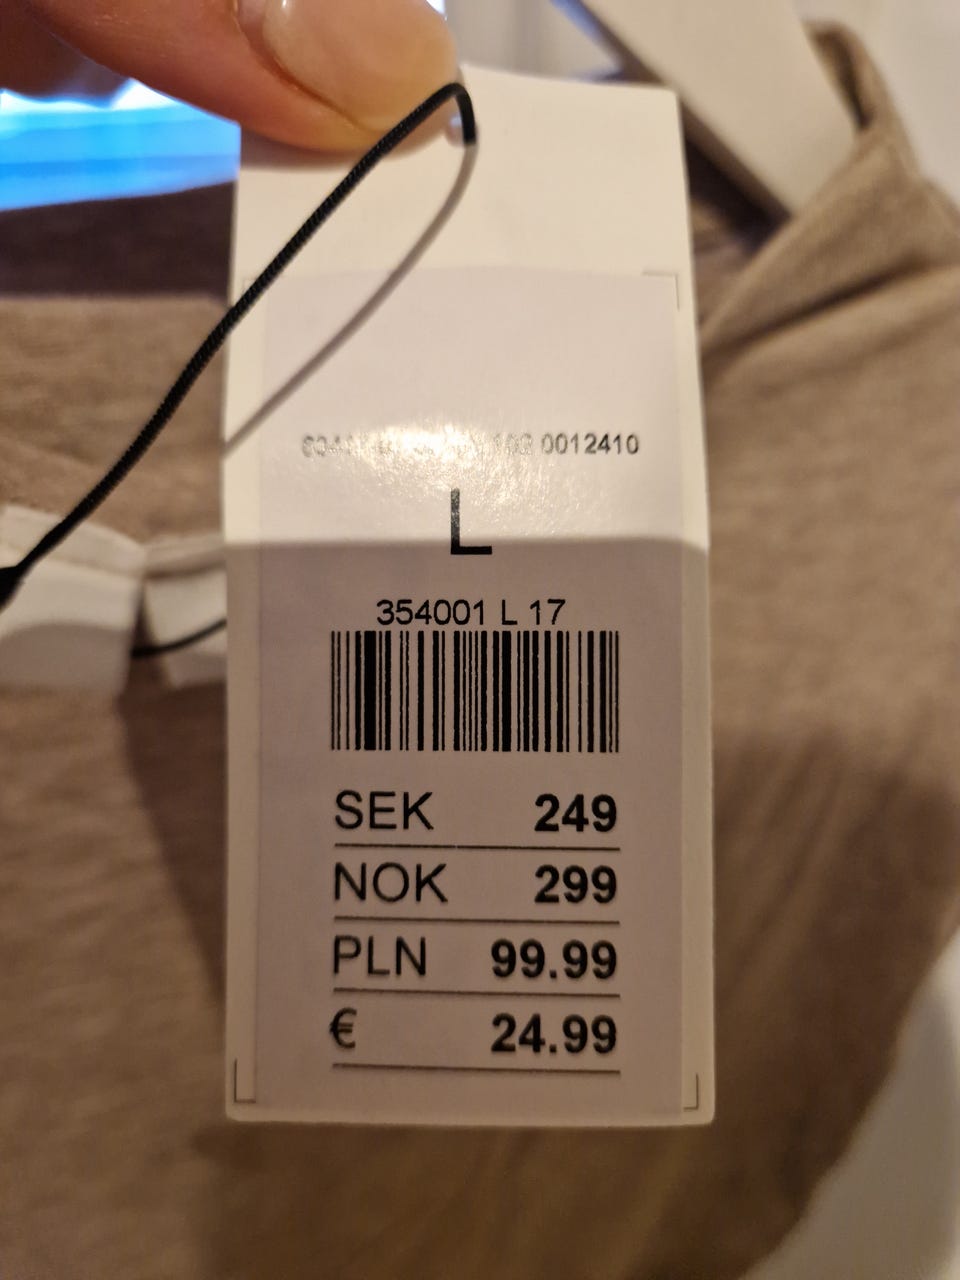 0012410
L
354001 L 17
SEK 249
NOK 299
PLN 99.99
€ 24.99